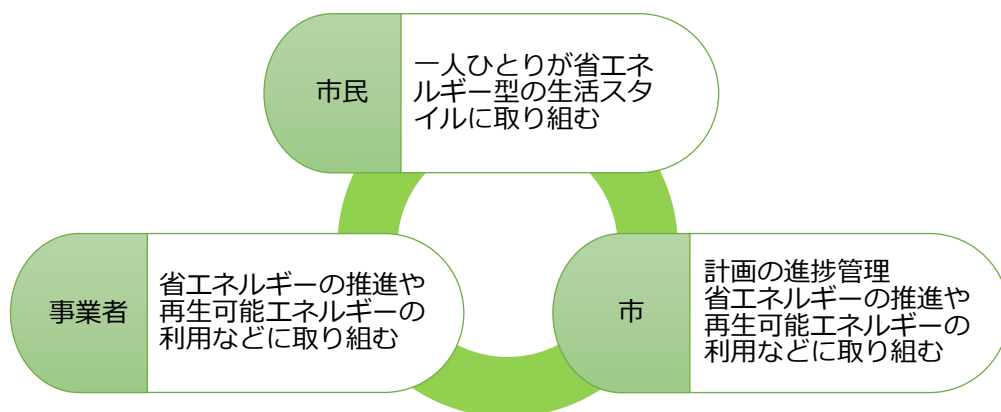 市民
一人ひとりが省エネ
ルギー型の生活スタ
イルに取り組む
事業者
省エネルギーの推進や
再生可能エネルギーの
利用などに取り組む
市
計画の進捗管理
省エネルギーの推進や
再生可能エネルギーの
利用などに取り組む